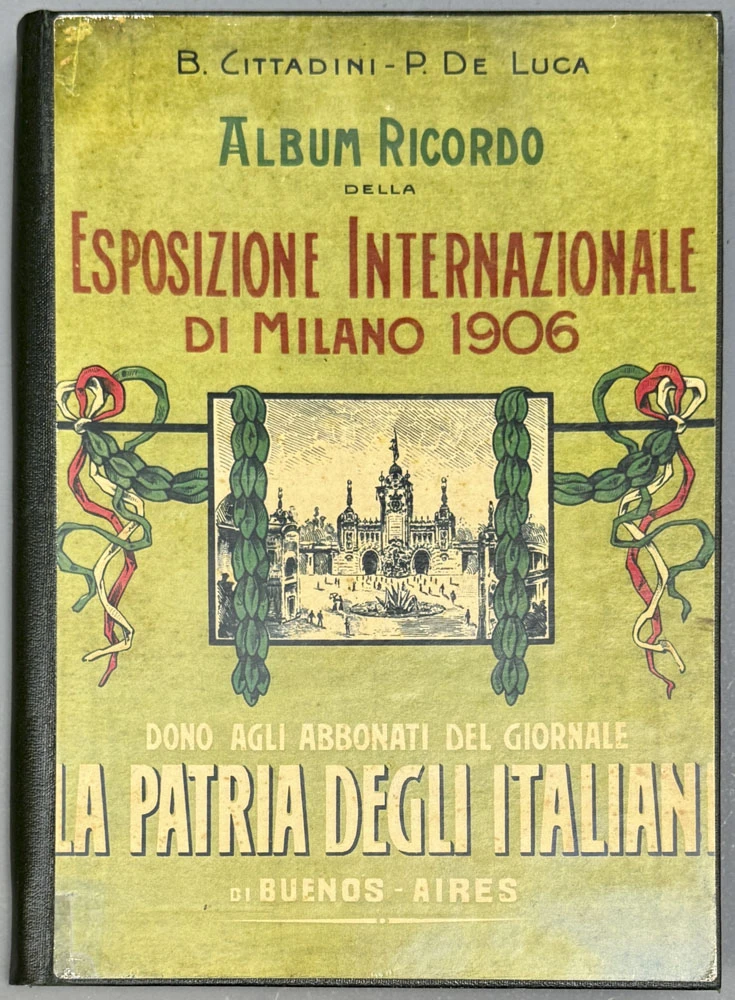 B. CITTADINI - P. DE LUCA
ALBUM RICORDO
DELLA
ESPOSIZIONE INTERNAZIONALE
DI MILANO 1906
DONO AGLI ABBONATI DEL GIORNALE
LA PATRIA DEGLI ITALIANI
DI BUENOS - AIRES